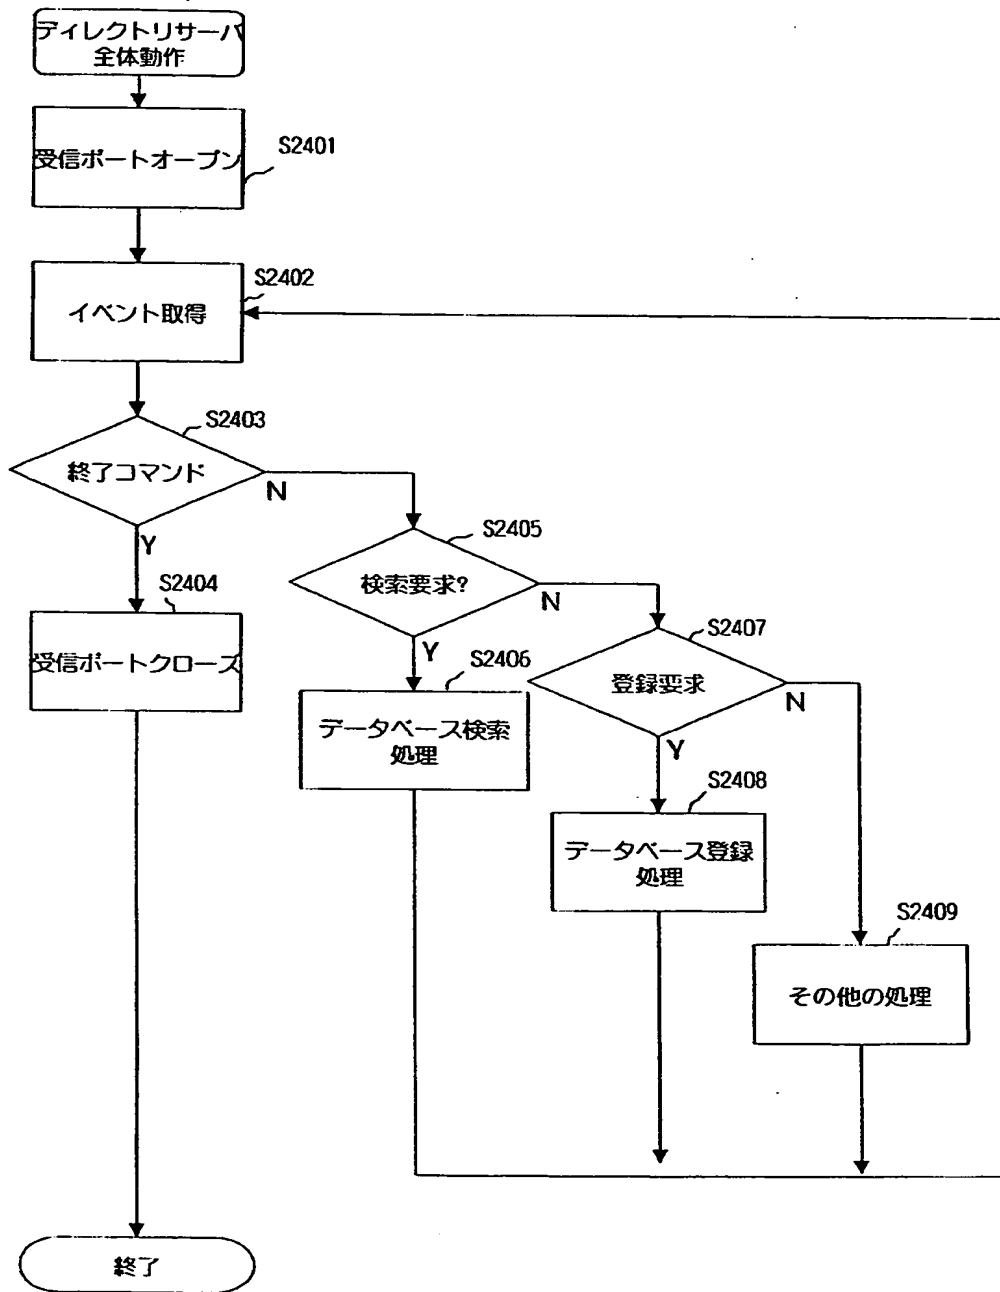 ディレクトリサーバ
全体動作
受信ポートオープン
S2401
イベント取得
S2402
終了コマンド
S2403
N
Y
S2404
受信ポートクローズ
検索要求?
S2405
N
Y
S2406
データベース検索
処理
登録要求
S2407
N
Y
S2408
データベース登録
処理
S2409
その他の処理
終了